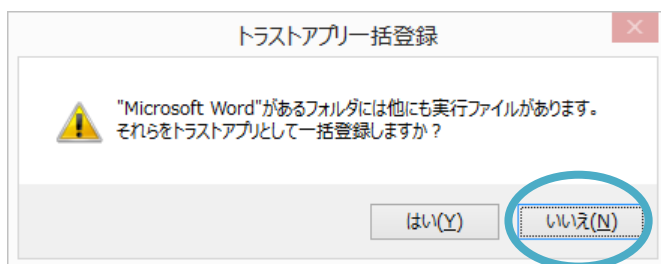 トラストアプリ一括登録
"Microsoft Word"があるフォルダには他にも実行ファイルがあります。
それらをトラストアプリとして一括登録しますか？
はい(Y)
いいえ(N)